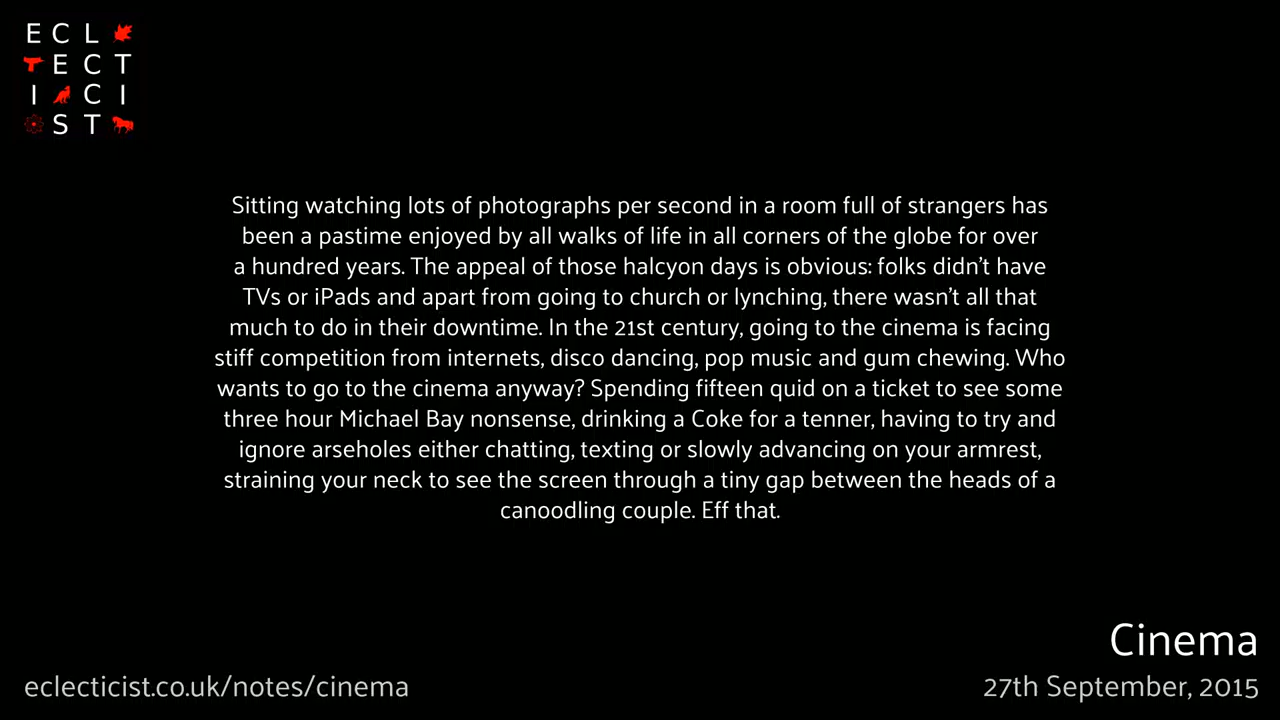 E C L
E C T
I C I
S T
Sitting watching lots of photographs per second in a room full of strangers has
been a pastime enjoyed by all walks of life in all corners of the globe for over
a hundred years. The appeal of those halcyon days is obvious: folks didn't have
TVs or iPads and apart from going to church or lynching, there wasn't all that
much to do in their downtime. In the 21st century, going to the cinema is facing
stiff competition from internets, disco dancing, pop music and gum chewing. Who
wants to go to the cinema anyway? Spending fifteen quid on a ticket to see some
three hour Michael Bay nonsense, drinking a Coke for a tenner, having to try and
ignore arseholes either chatting, texting or slowly advancing on your armrest,
straining your neck to see the screen through a tiny gap between the heads of a
canoodling couple. Eff that.
Cinema
eclecticist.co.uk/notes/cinema
27th September, 2015